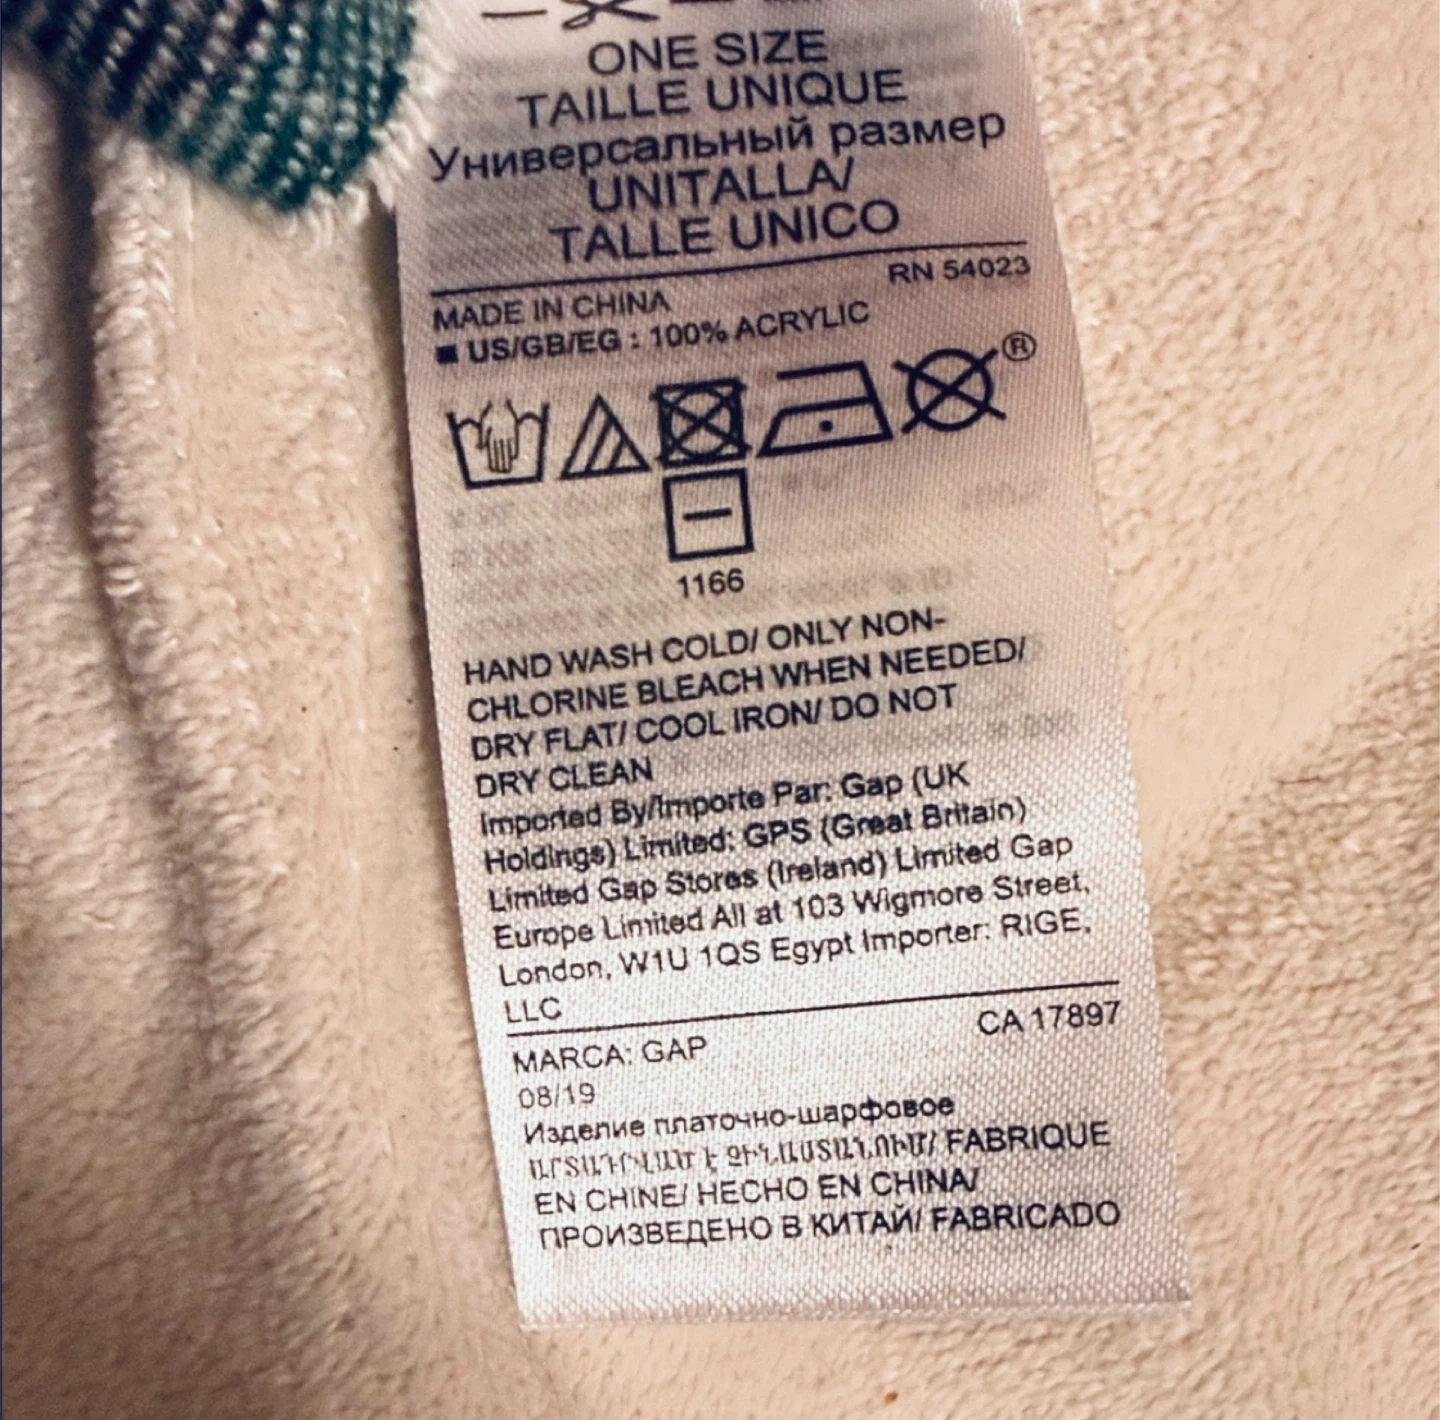 ONE SIZE
TAILLE UNIQUE
Универсальный размер
UNITALLA/
TALLE UNICO
RN 54023
MADE IN CHINA
■ US/GB/EG : 100% ACRYLIC
®
1166
HAND WASH COLD/ ONLY NON-
CHLORINE BLEACH WHEN NEEDED/
DRY FLAT/ COOL IRON/ DO NOT
DRY CLEAN
Imported By/Importe Par: Gap (UK
Holdings) Limited: GPS (Great Britain)
Limited Gap Stores (Ireland) Limited Gap
Europe Limited All at 103 Wigmore Street,
London, W1U 1QS Egypt Importer: RIGE,
LLC
CA 17897
MARCA: GAP
08/19
Изделие платочно-шарфовое
ԱՐՏԱԴՐՎԱԾ Է ՉԻՆԱՍՏԱՆՈՒՄ/ FABRIQUE
EN CHINE/ HECHO EN CHINA/
ПРОИЗВЕДЕНО В КИТАЙ/ FABRICADO